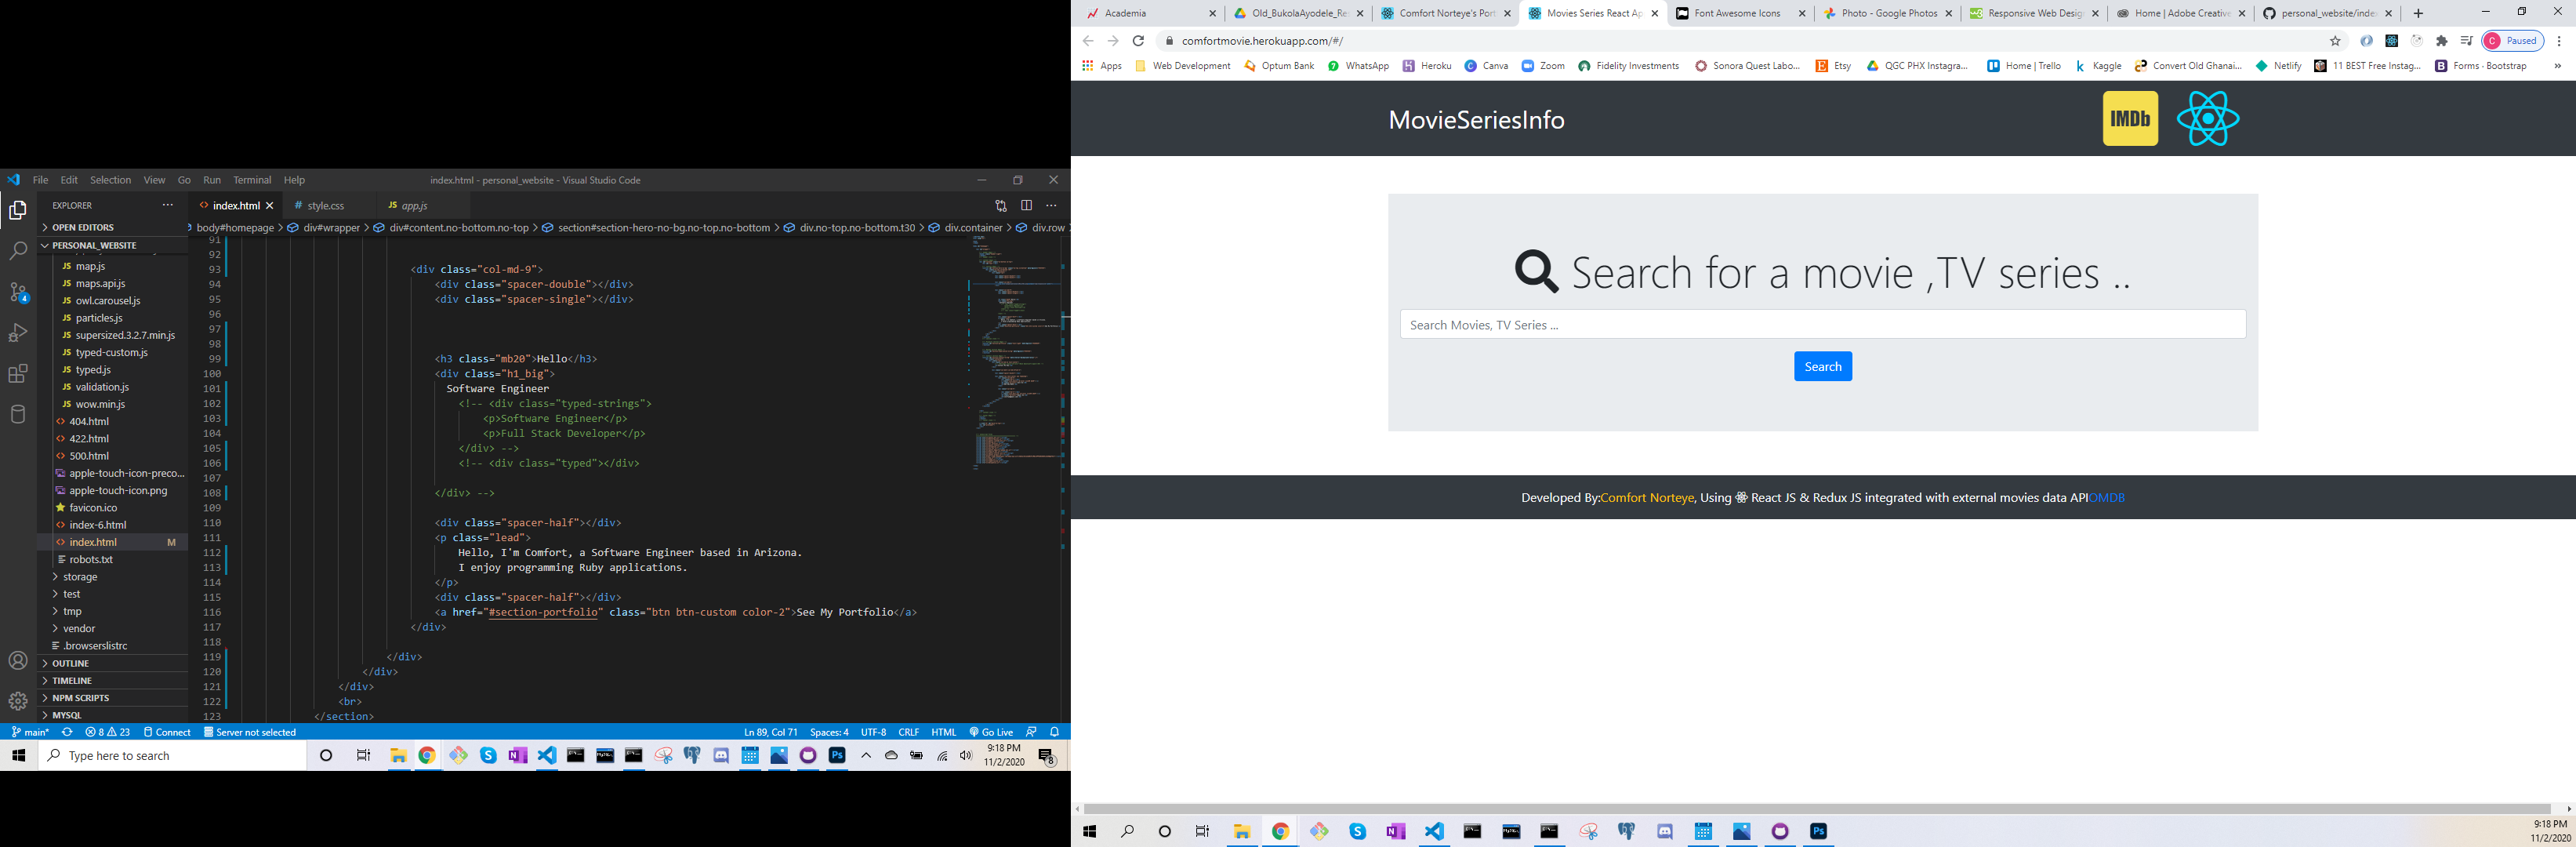 File Edit Selection View Go Run Terminal Help
index.html - personal_website - Visual Studio Code
EXPLORER ···
OPEN EDITORS
PERSONAL_WEBSITE
JS map.js
JS maps.api.js
JS owl.carousel.js
JS particles.js
JS supersized.3.2.7.min.js
JS typed-custom.js
JS typed.js
JS validation.js
JS wow.min.js
404.html
422.html
500.html
apple-touch-icon-preco...
apple-touch-icon.png
favicon.ico
index-6.html
index.html M
robots.txt
storage
test
tmp
vendor
.browserslistrc
OUTLINE
TIMELINE
NPM SCRIPTS
MYSQL
4
index.html # style.css JS app.js
body#homepage > div#wrapper > div#content.no-bottom.no-top > section#section-hero-no-bg.no-top.no-bottom > div.no-top.no-bottom.t30 > div.container > div.row
91
92
93 <div class="col-md-9">
94 <div class="spacer-double"></div>
95 <div class="spacer-single"></div>
96
97
98
99 <h3 class="mb20">Hello</h3>
100 <div class="h1_big">
101 Software Engineer
102 <!-- <div class="typed-strings">
103 <p>Software Engineer</p>
104 <p>Full Stack Developer</p>
105 </div> -->
106 <!-- <div class="typed"></div>
107
108 </div> -->
109
110 <div class="spacer-half"></div>
111 <p class="lead">
112 Hello, I'm Comfort, a Software Engineer based in Arizona.
113 I enjoy programming Ruby applications.
114 </p>
115 <div class="spacer-half"></div>
116 <a href="#section-portfolio" class="btn btn-custom color-2">See My Portfolio</a>
117 </div>
118
119 </div>
120 </div>
121 </div>
122 <br>
123 </section>
main* 8 23 Connect Server not selected
Ln 89, Col 71 Spaces: 4 UTF-8 CRLF HTML Go Live
Type here to search
9:18 PM
11/2/2020
8
Academia
Old_BukolaAyodele_Re
Comfort Norteye's Port
Movies Series React Ap
Font Awesome Icons
Photo - Google Photos
Responsive Web Desig
Home | Adobe Creative
personal_website/inde
comfortmovie.herokuapp.com/#/
C Paused
Apps Web Development Optum Bank WhatsApp Heroku Canva Zoom Fidelity Investments Sonora Quest Labo... Etsy QGC PHX Instagra... Home | Trello Kaggle Convert Old Ghanai... Netlify 11 BEST Free Instag... Forms · Bootstrap »
MovieSeriesInfo
IMDb
Search for a movie ,TV series ..
Search Movies, TV Series ...
Search
Developed By:Comfort Norteye, Using React JS & Redux JS integrated with external movies data APIOMDB
9:18 PM
11/2/2020